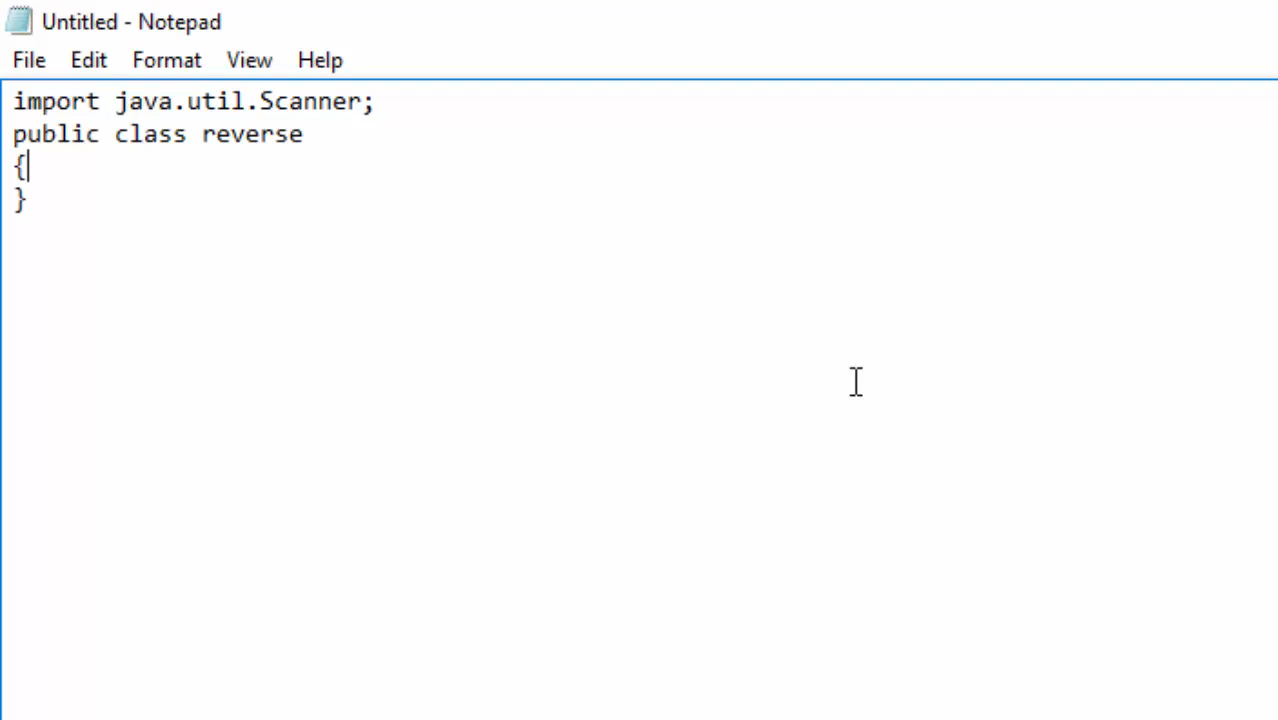 Untitled - Notepad
File Edit Format View Help
import java.util.Scanner;
public class reverse
{
}